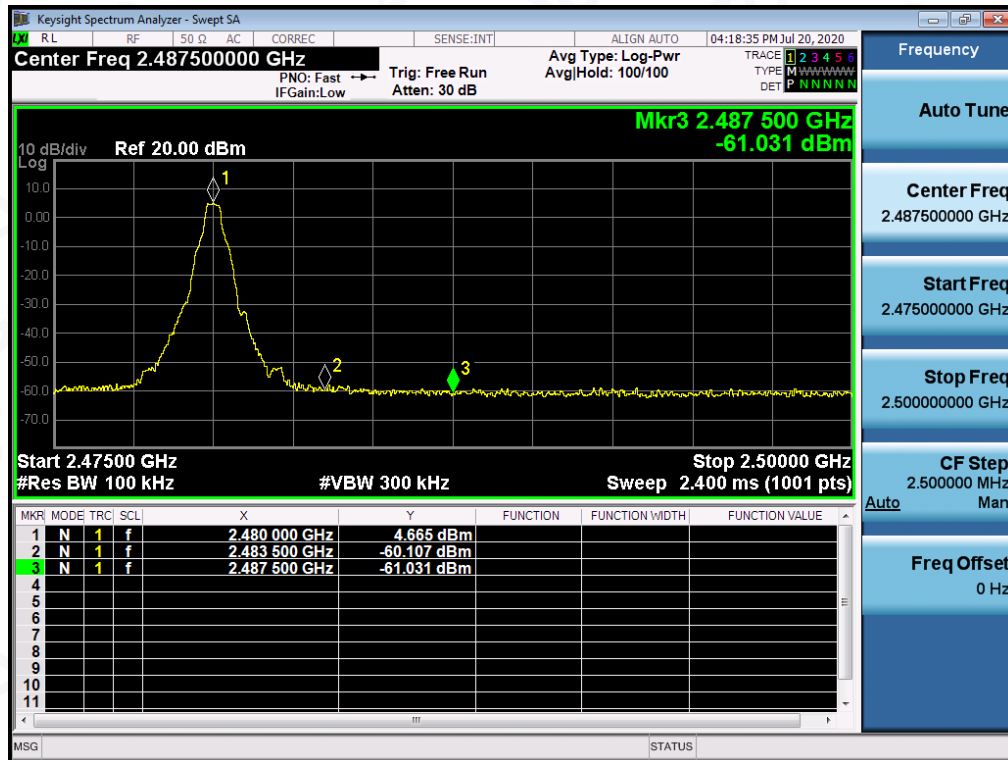 Keysight Spectrum Analyzer - Swept SA
LXI RL RF 50 Ω AC CORREC SENSE:INT ALIGN AUTO 04:18:35 PM Jul 20, 2020
Center Freq 2.487500000 GHz
PNO: Fast
IFGain:Low
Trig: Free Run
Atten: 30 dB
Avg Type: Log-Pwr
Avg|Hold: 100/100
TRACE 1 2 3 4 5 6
TYPE M WWWWW
DET P N N N N N
Mkr3 2.487 500 GHz
-61.031 dBm
10 dB/div Ref 20.00 dBm
Log
10.0
0.00
-10.0
-20.0
-30.0
-40.0
-50.0
-60.0
-70.0
1
2
3
Start 2.47500 GHz Stop 2.50000 GHz
#Res BW 100 kHz #VBW 300 kHz Sweep 2.400 ms (1001 pts)
MKR MODE TRC SCL X Y FUNCTION FUNCTION WIDTH FUNCTION VALUE
1 N 1 f 2.480 000 GHz 4.665 dBm
2 N 1 f 2.483 500 GHz -60.107 dBm
3 N 1 f 2.487 500 GHz -61.031 dBm
4
5
6
7
8
9
10
11
MSG STATUS
Frequency
Auto Tune
Center Freq
2.487500000 GHz
Start Freq
2.475000000 GHz
Stop Freq
2.500000000 GHz
CF Step
2.500000 MHz
Auto Man
Freq Offset
0 Hz